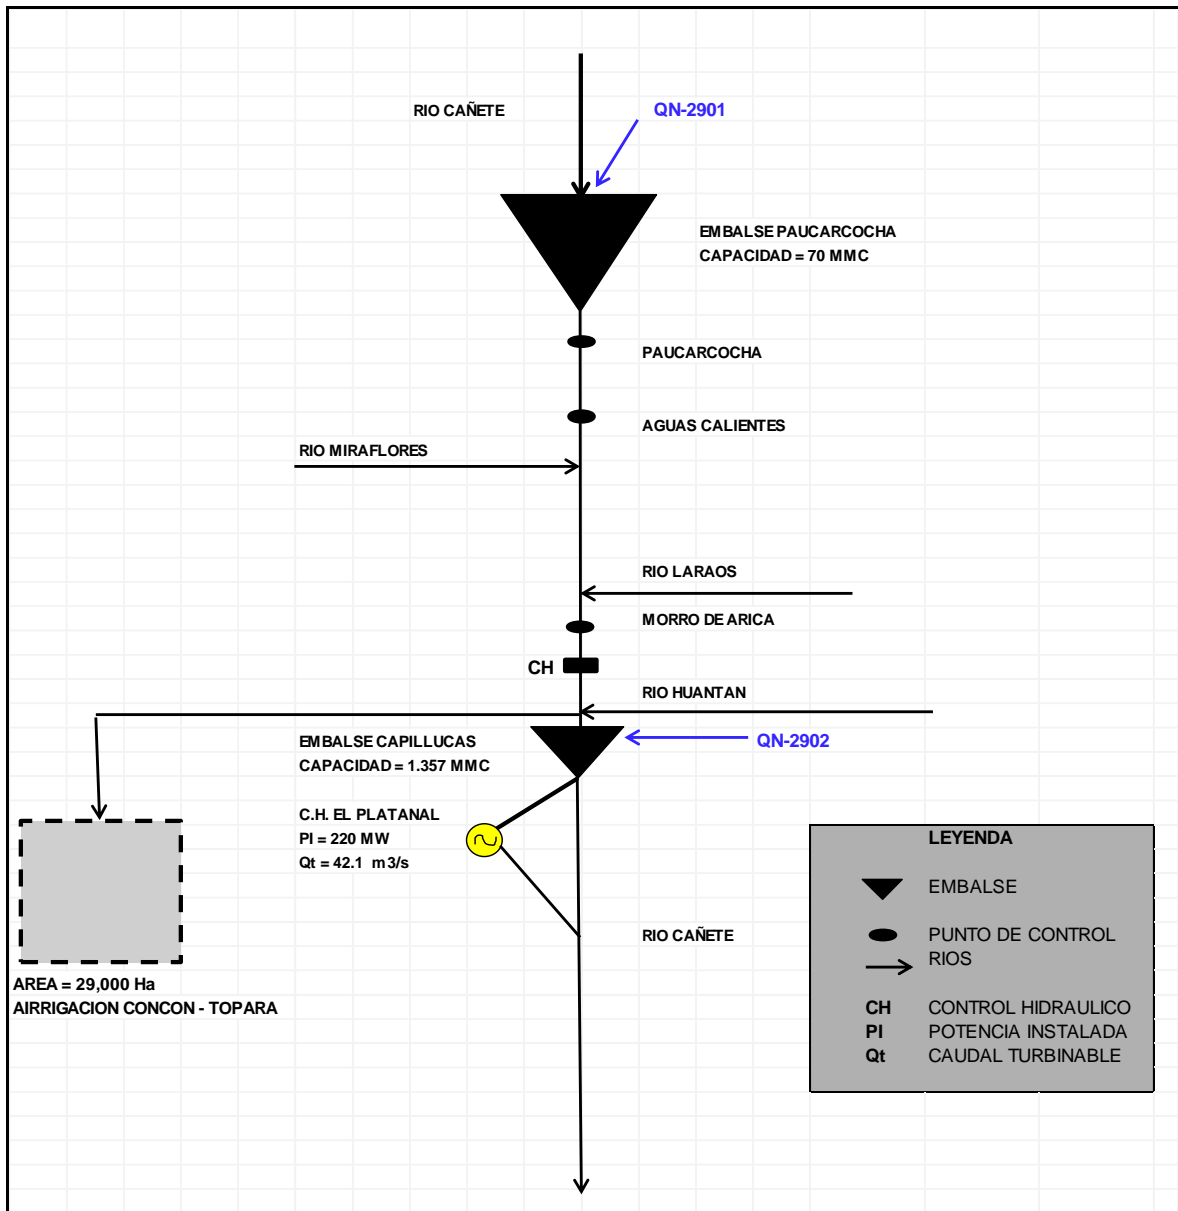 RIO CAÑETE
QN-2901
EMBALSE PAUCARCOCHA
CAPACIDAD = 70 MMC
PAUCARCOCHA
AGUAS CALIENTES
RIO MIRAFLORES
RIO LARAOS
MORRO DE ARICA
CH
RIO HUANTAN
EMBALSE CAPILLUCAS
CAPACIDAD = 1.357 MMC
QN-2902
C.H. EL PLATANAL
PI = 220 MW
Qt = 42.1 m3/s
RIO CAÑETE
AREA = 29,000 Ha
AIRRIGACION CONCON - TOPARA
LEYENDA
EMBALSE
PUNTO DE CONTROL
RIOS
CH CONTROL HIDRAULICO
PI POTENCIA INSTALADA
Qt CAUDAL TURBINABLE